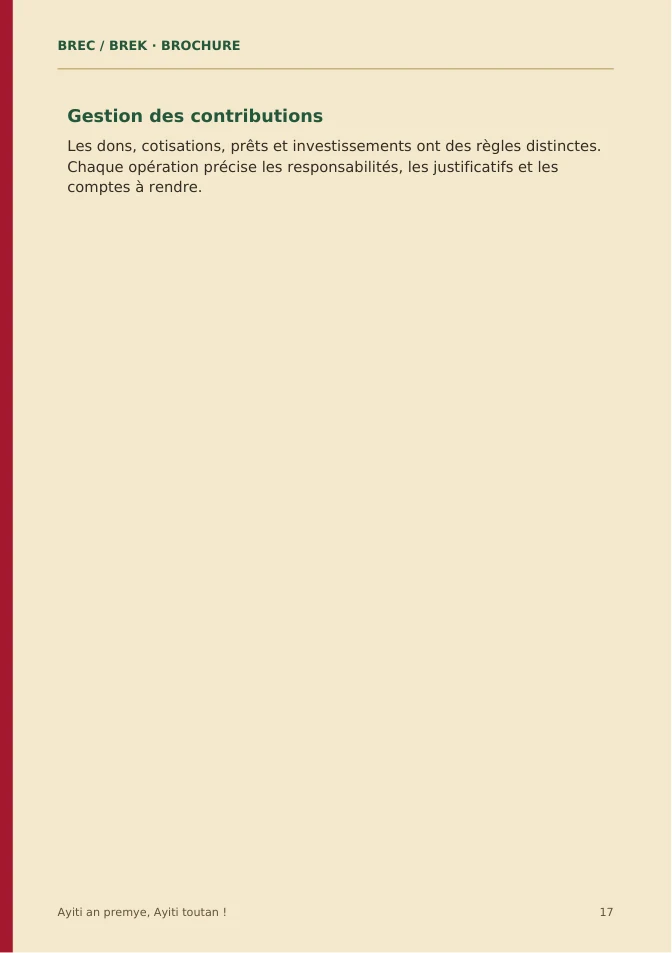 BREC / BREK · BROCHURE
Gestion des contributions
Les dons, cotisations, prêts et investissements ont des règles distinctes.
Chaque opération précise les responsabilités, les justificatifs et les
comptes à rendre.
Ayiti an premye, Ayiti toutan !
17